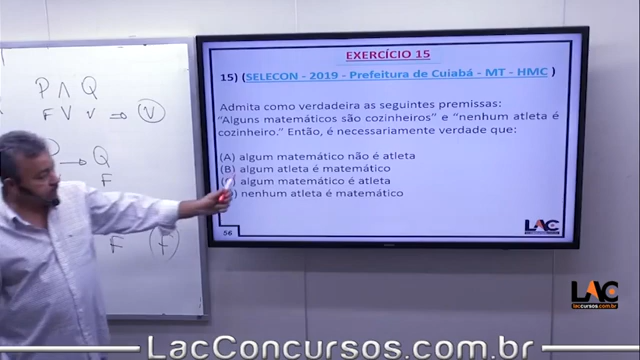 EXERCÍCIO 15
15) (SELECON - 2019 - Prefeitura de Cuiabá - MT - HMC )
Admita como verdadeira as seguintes premissas:
"Alguns matemáticos são cozinheiros" e "nenhum atleta é
cozinheiro." Então, é necessariamente verdade que:
(A) algum matemático não é atleta
(B) algum atleta é matemático
algum matemático é atleta
nenhum atleta é matemático
56
LAC
P ∧ Q
F V V → V
→ Q
F
F F
LAC
laccursos.com.br
LacConcursos.com.br